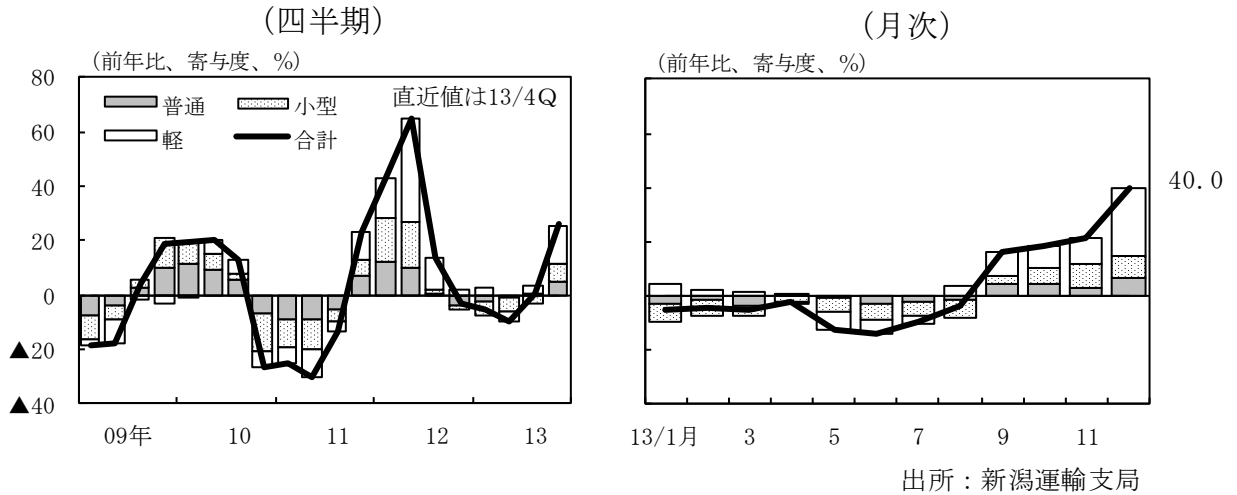 (四半期)
(前年比、寄与度、%)
80
60
40
20
0
▲20
▲40
普通
小型
軽
合計
直近値は13/4Q
09年
10
11
12
13
(月次)
(前年比、寄与度、%)
40.0
13/1月
3
5
7
9
11
出所：新潟運輸支局